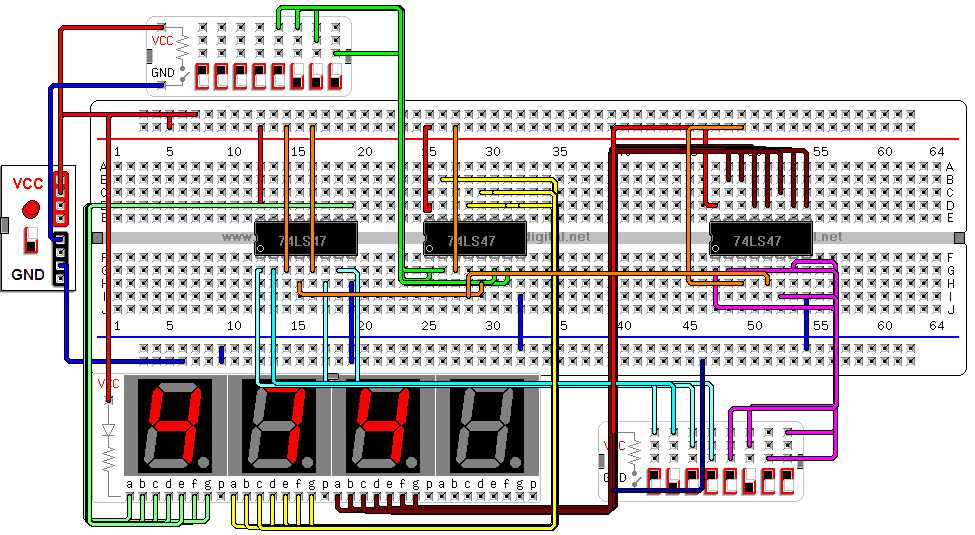 VCC
GND
1 5 10 15 20 25 30 35 40 45 50 55 60 64
A A
B B
C C
D D
E E
VCC
GND
www. digital.net l.net
74LS47 74LS47 74LS47
F F
G G
H H
I I
J J
1 5 10 15 20 25 30 35 40 45 50 55 60 64
VCC
974
VCC
GND
a b c d e f g p a b c d e f g p a b c d e f g p a b c d e f g p